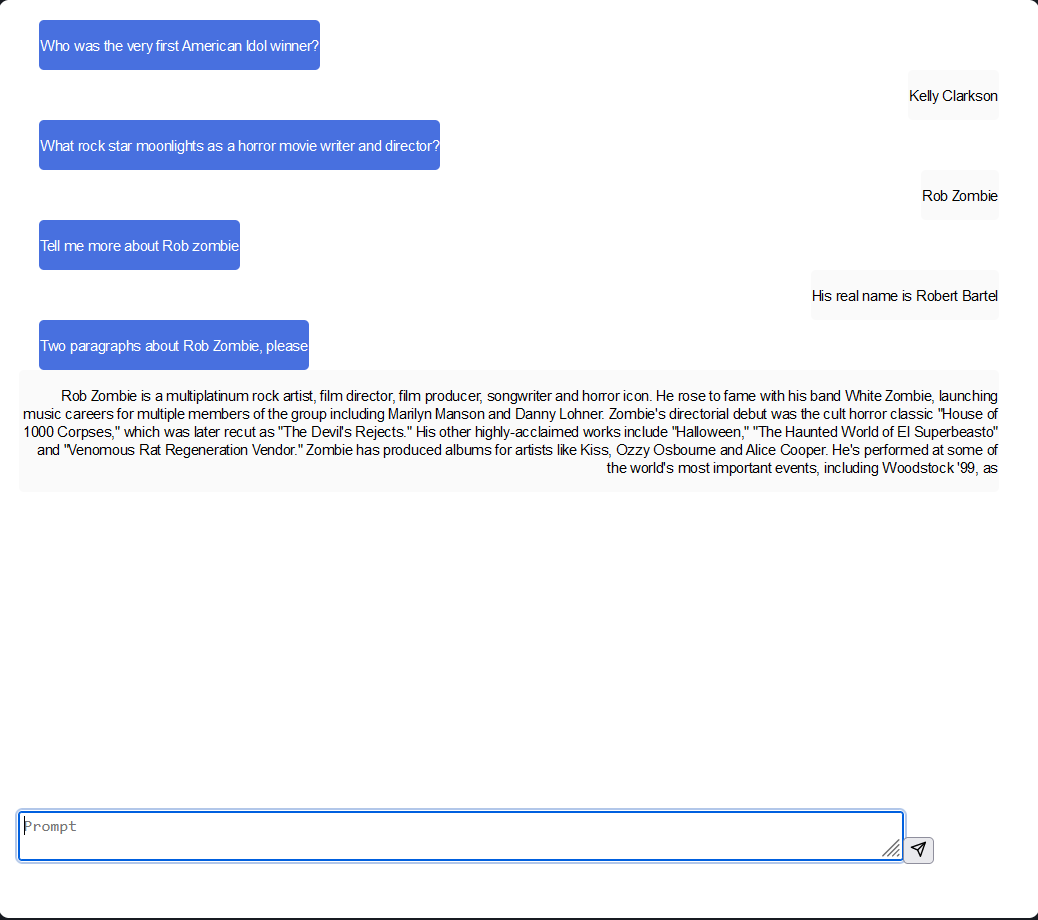 Who was the very first American Idol winner?
Kelly Clarkson
What rock star moonlights as a horror movie writer and director?
Rob Zombie
Tell me more about Rob zombie
His real name is Robert Bartel
Two paragraphs about Rob Zombie, please
Rob Zombie is a multiplatinum rock artist, film director, film producer, songwriter and horror icon. He rose to fame with his band White Zombie, launching
music careers for multiple members of the group including Marilyn Manson and Danny Lohner. Zombie's directorial debut was the cult horror classic "House of
1000 Corpses," which was later recut as "The Devil's Rejects." His other highly-acclaimed works include "Halloween," "The Haunted World of El Superbeasto"
and "Venomous Rat Regeneration Vendor." Zombie has produced albums for artists like Kiss, Ozzy Osbourne and Alice Cooper. He's performed at some of
the world's most important events, including Woodstock '99, as
Prompt